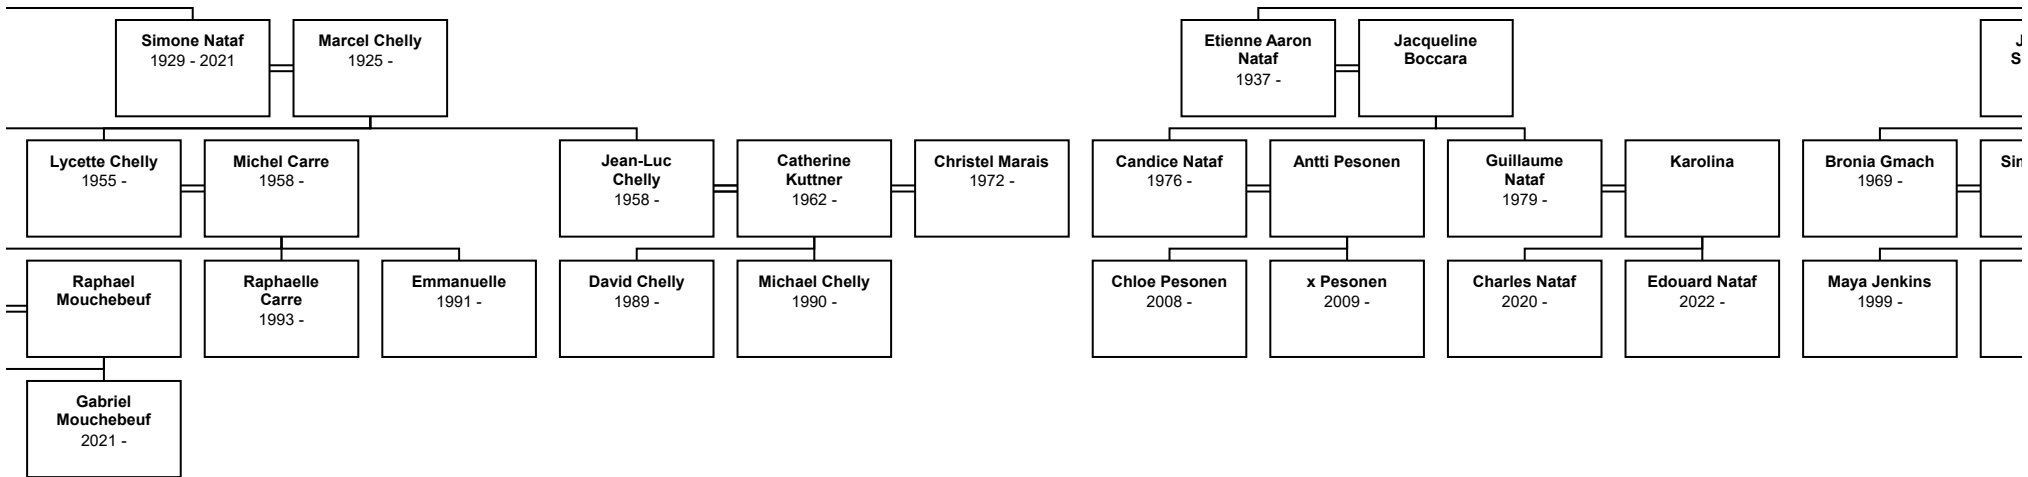 Simone Nataf
1929 - 2021
Marcel Chelly
1925 -
Etienne Aaron
Nataf
1937 -
Jacqueline
Boccara
Lycette Chelly
1955 -
Michel Carre
1958 -
Jean-Luc
Chelly
1958 -
Catherine
Kuttner
1962 -
Christel Marais
1972 -
Candice Nataf
1976 -
Antti Pesonen
Guillaume
Nataf
1979 -
Karolina
Bronia Gmach
1969 -
Raphael
Mouchebeuf
Raphaelle
Carre
1993 -
Emmanuelle
1991 -
David Chelly
1989 -
Michael Chelly
1990 -
Chloe Pesonen
2008 -
x Pesonen
2009 -
Charles Nataf
2020 -
Edouard Nataf
2022 -
Maya Jenkins
1999 -
Gabriel
Mouchebeuf
2021 -